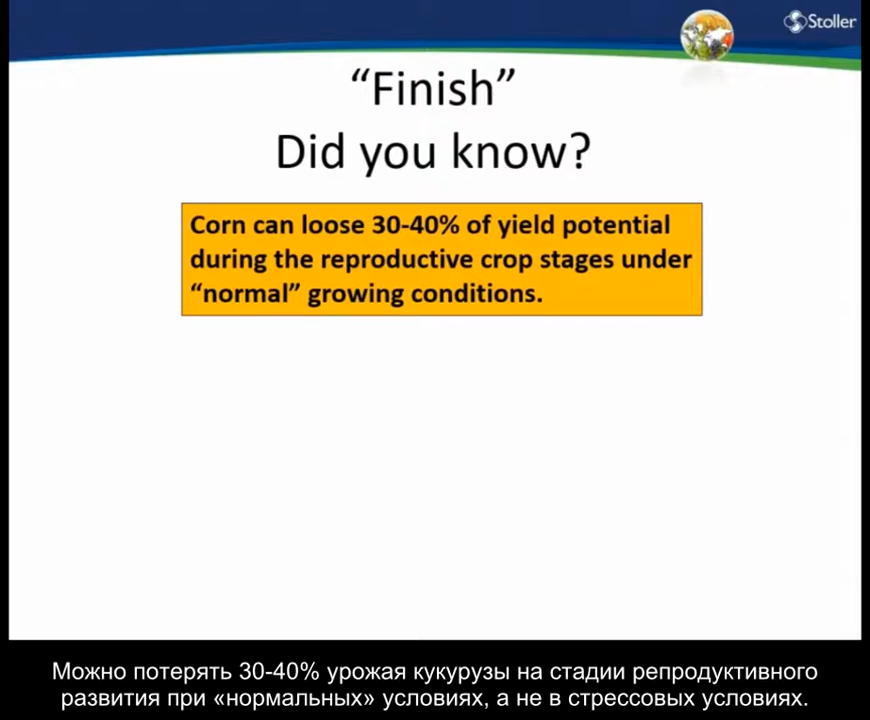 Stoller
“Finish”
Did you know?
Corn can loose 30-40% of yield potential
during the reproductive crop stages under
“normal” growing conditions.
Можно потерять 30-40% урожая кукурузы на стадии репродуктивного
развития при «нормальных» условиях, а не в стрессовых условиях.